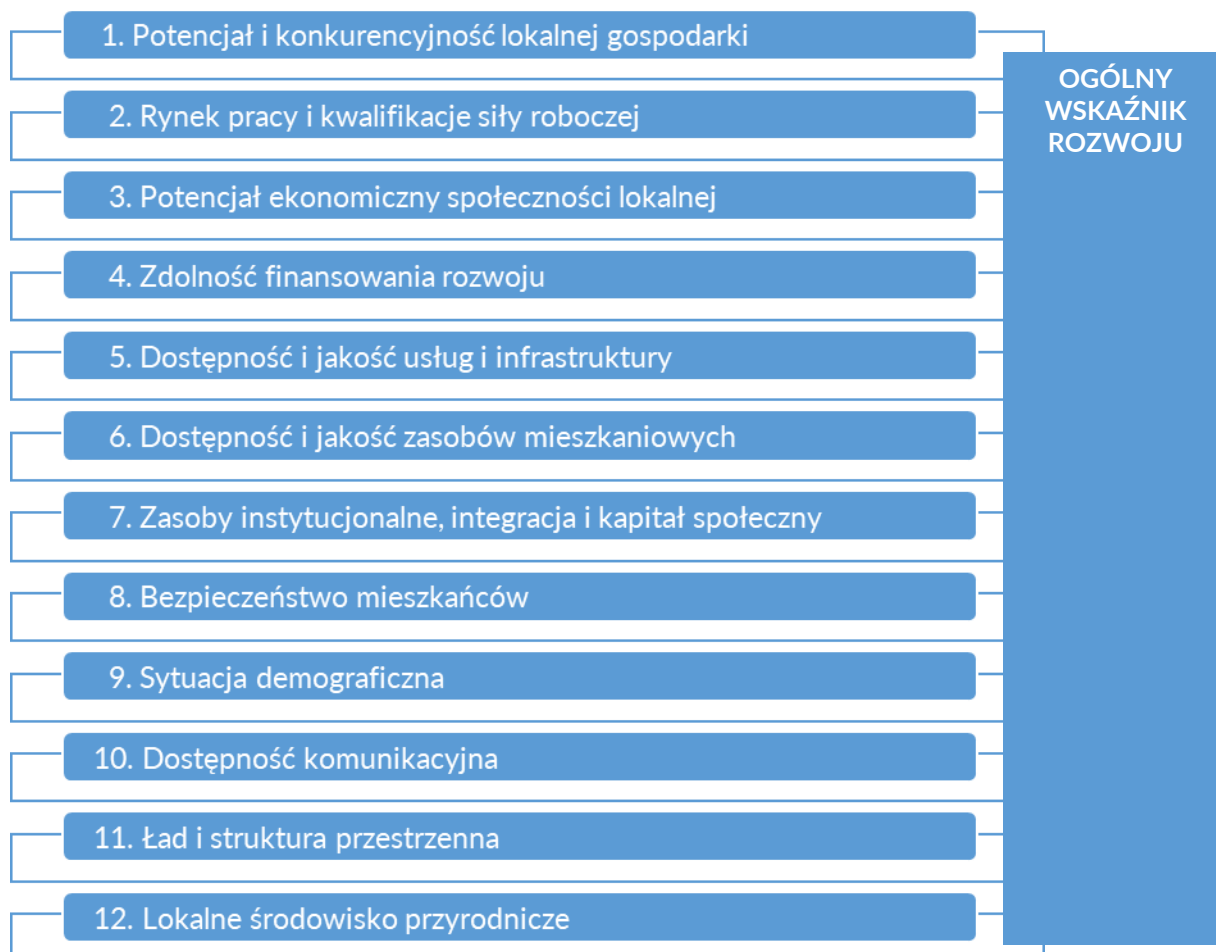 1. Potencjał i konkurencyjność lokalnej gospodarki
OGÓLNY
WSKAŹNIK
ROZWOJU
2. Rynek pracy i kwalifikacje siły roboczej
3. Potencjał ekonomiczny społeczności lokalnej
4. Zdolność finansowania rozwoju
5. Dostępność i jakość usług i infrastruktury
6. Dostępność i jakość zasobów mieszkaniowych
7. Zasoby instytucjonalne, integracja i kapitał społeczny
8. Bezpieczeństwo mieszkańców
9. Sytuacja demograficzna
10. Dostępność komunikacyjna
11. Ład i struktura przestrzenna
12. Lokalne środowisko przyrodnicze